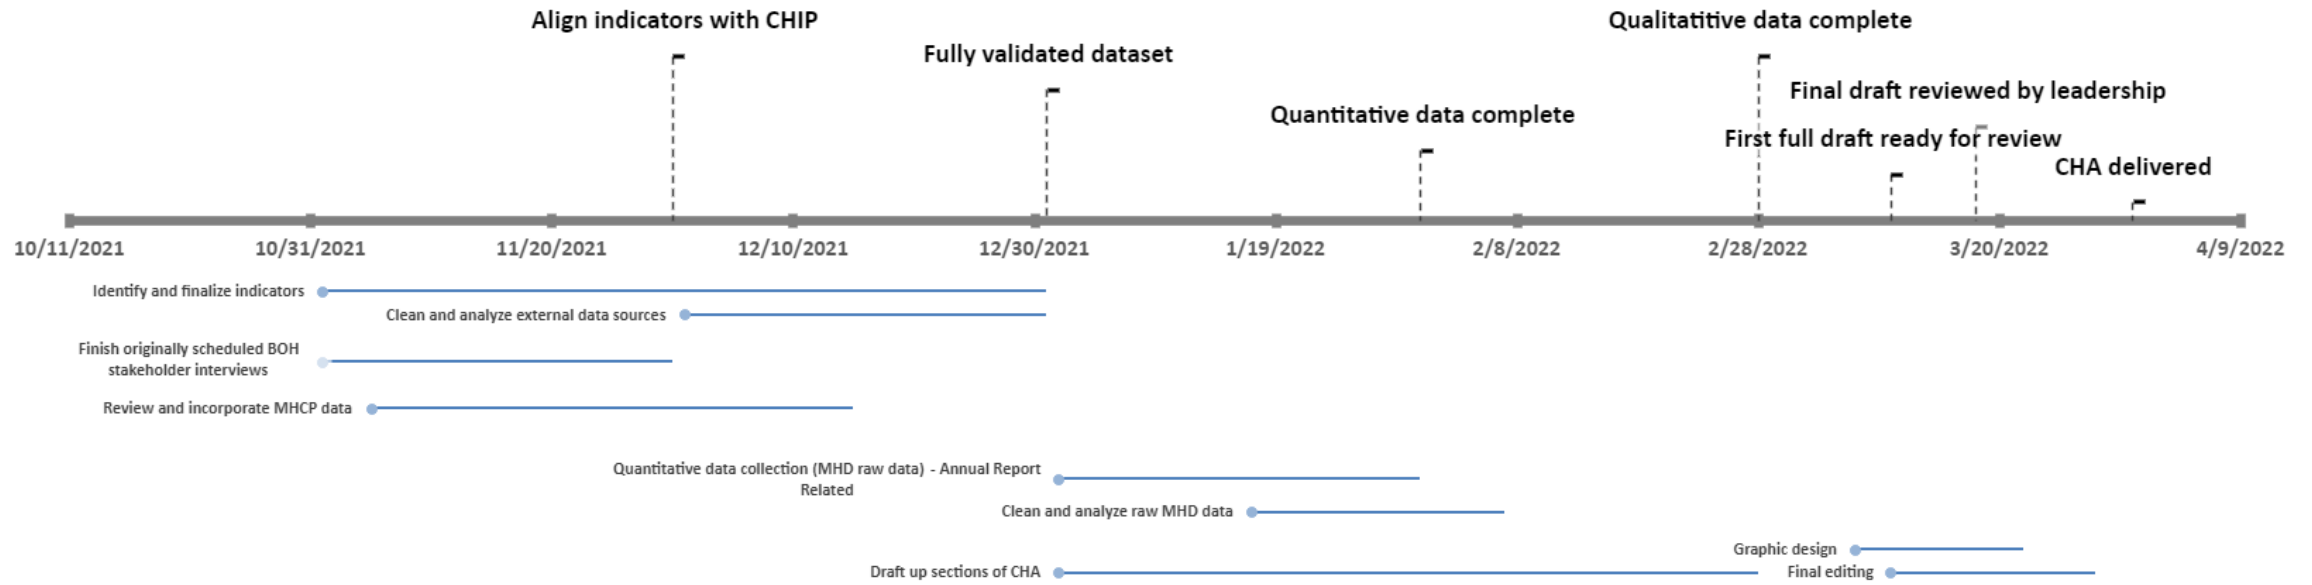 Align indicators with CHIP
Qualitatitive data complete
Fully validated dataset
Final draft reviewed by leadership
Quantitative data complete
First full draft ready for review
CHA delivered
10/11/2021
10/31/2021
11/20/2021
12/10/2021
12/30/2021
1/19/2022
2/8/2022
2/28/2022
3/20/2022
4/9/2022
Identify and finalize indicators
Clean and analyze external data sources
Finish originally scheduled BOH
stakeholder interviews
Review and incorporate MHCP data
Quantitative data collection (MHD raw data) - Annual Report
Related
Clean and analyze raw MHD data
Graphic design
Draft up sections of CHA
Final editing